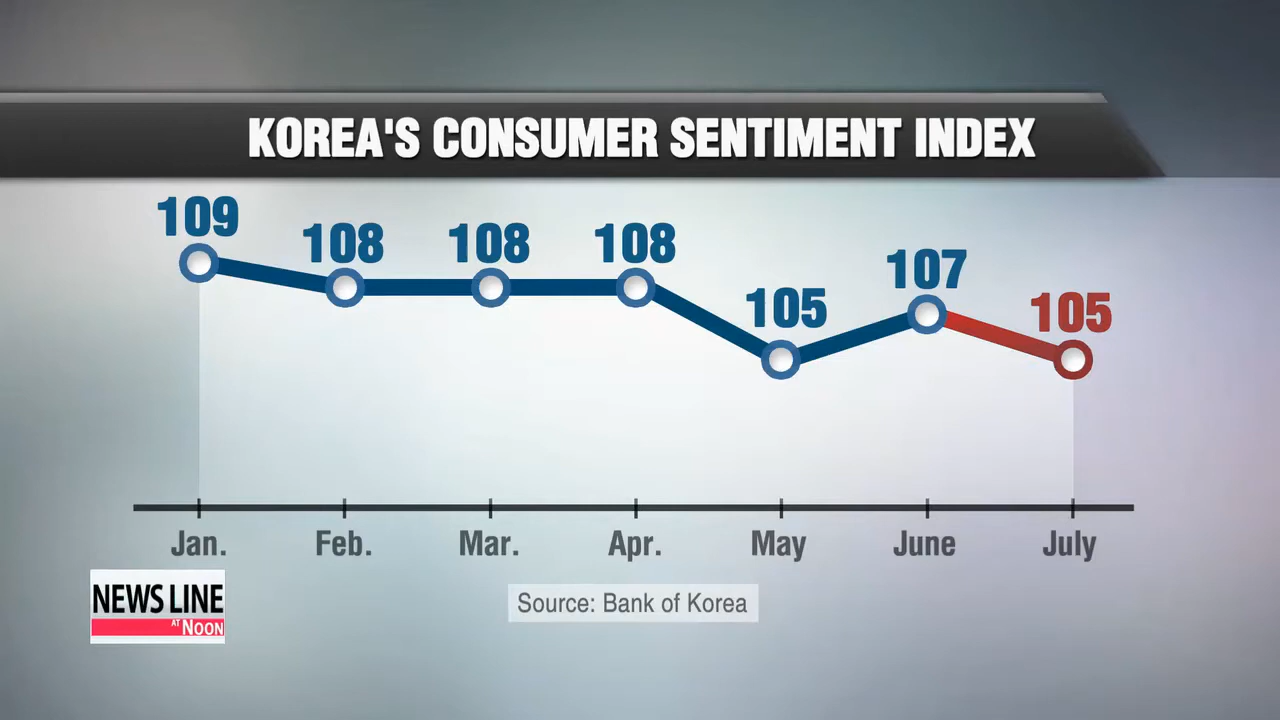 KOREA'S CONSUMER SENTIMENT INDEX
109
108
108
108
105
107
105
Jan.
Feb.
Mar.
Apr.
May
June
July
NEWS LINE
AT NOON
Source: Bank of Korea